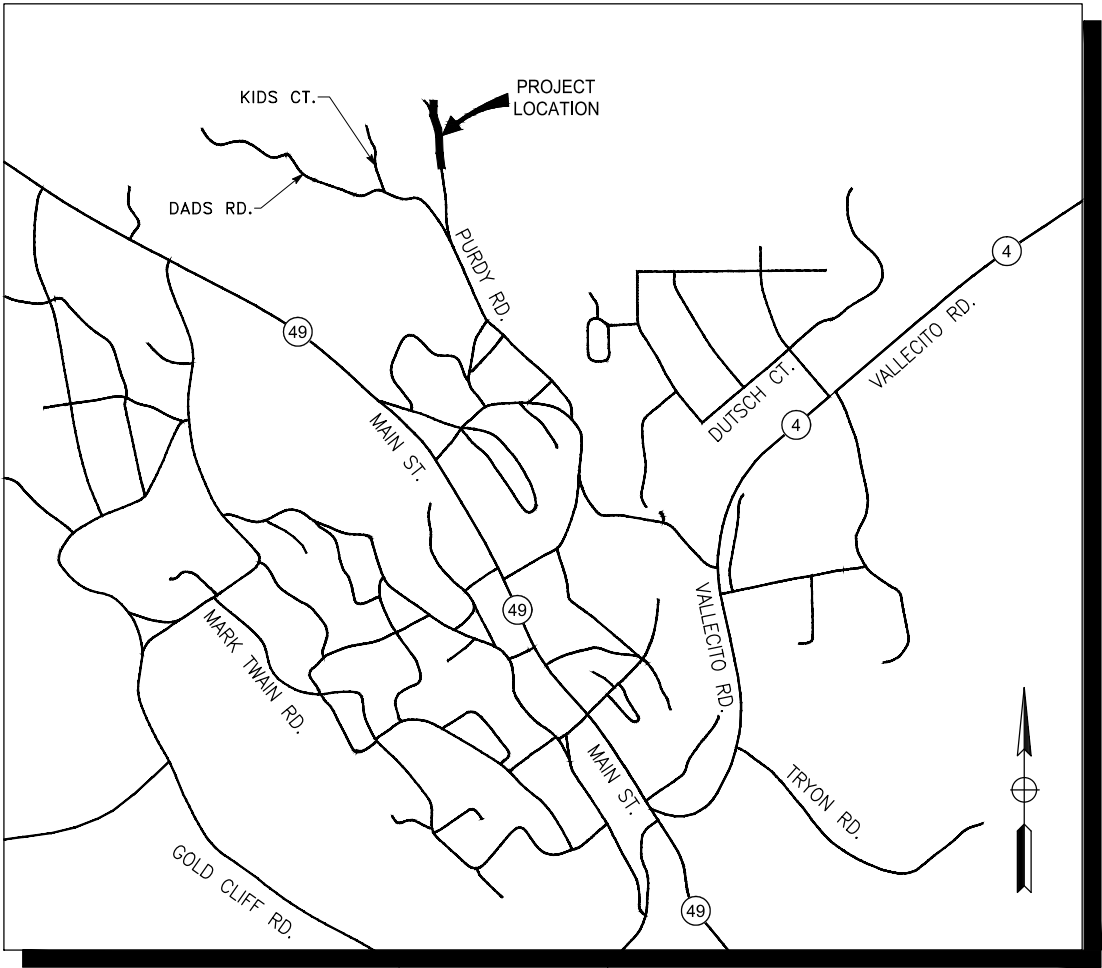 PROJECT
LOCATION
KIDS CT.
DADS RD.
PURDY RD.
4
VALLECITO RD.
49
DUTSCH CT.
4
MAIN ST.
49
MARK TWAIN RD.
VALLECITO RD.
MAIN ST.
TRYON RD.
GOLD CLIFF RD.
49